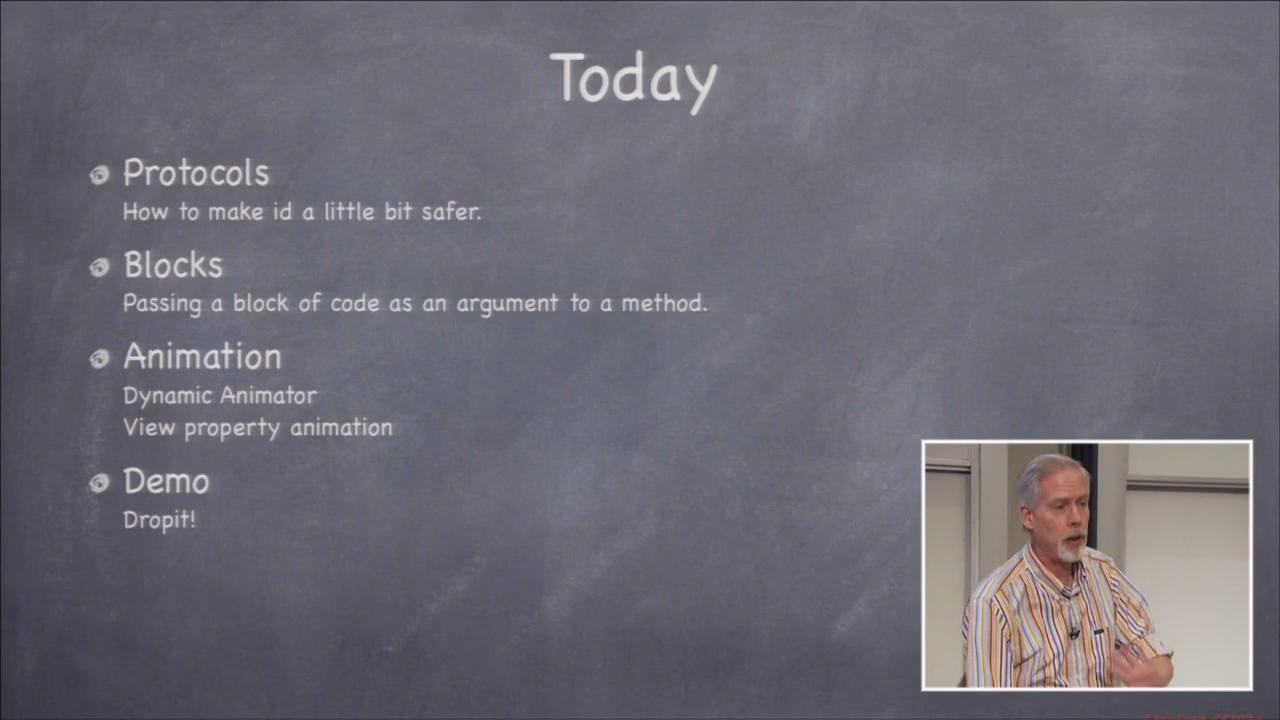 Today
Protocols
How to make id a little bit safer.
Blocks
Passing a block of code as an argument to a method.
Animation
Dynamic Animator
View property animation
Demo
Dropit!